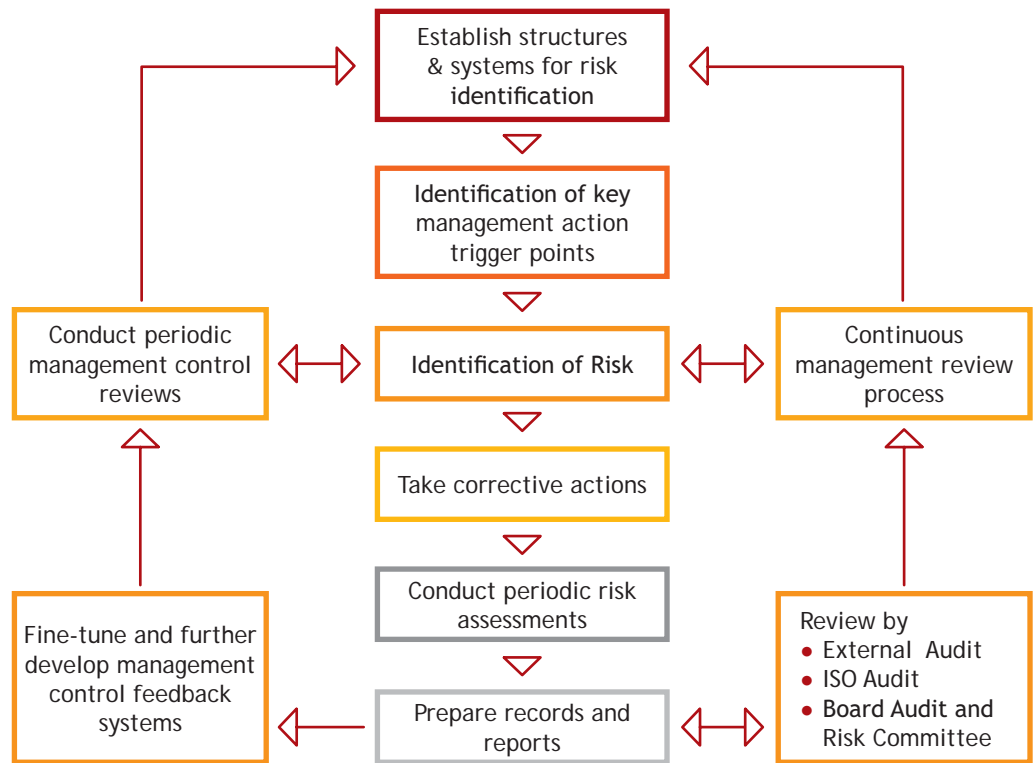 Establish structures
& systems for risk
identification
Identification of key
management action
trigger points
Conduct periodic
management control
reviews
Identification of Risk
Continuous
management review
process
Take corrective actions
Conduct periodic risk
assessments
Fine-tune and further
develop management
control feedback
systems
Prepare records and
reports
Review by
• External Audit
• ISO Audit
• Board Audit and
Risk Committee